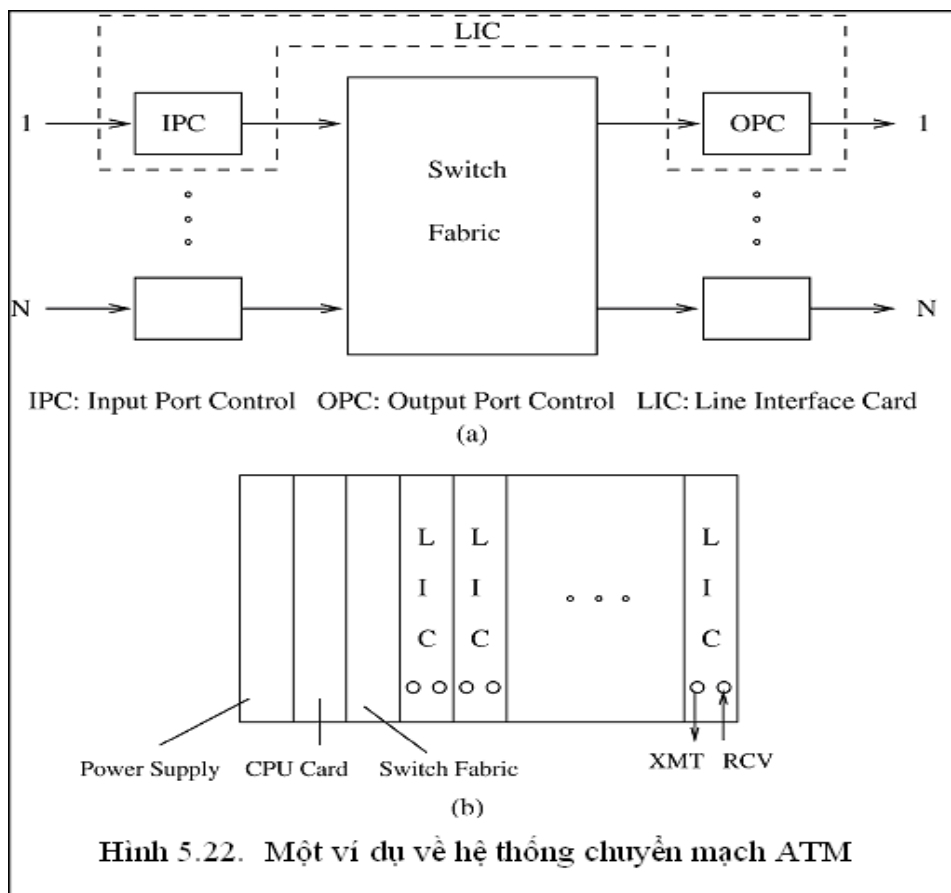 LIC
1 IPC OPC 1
Switch
Fabric
N N
IPC: Input Port Control OPC: Output Port Control LIC: Line Interface Card
(a)
L L L
I I I
C C C
Power Supply CPU Card Switch Fabric XMT RCV
(b)
Hình 5.22. Một ví dụ về hệ thống chuyển mạch ATM